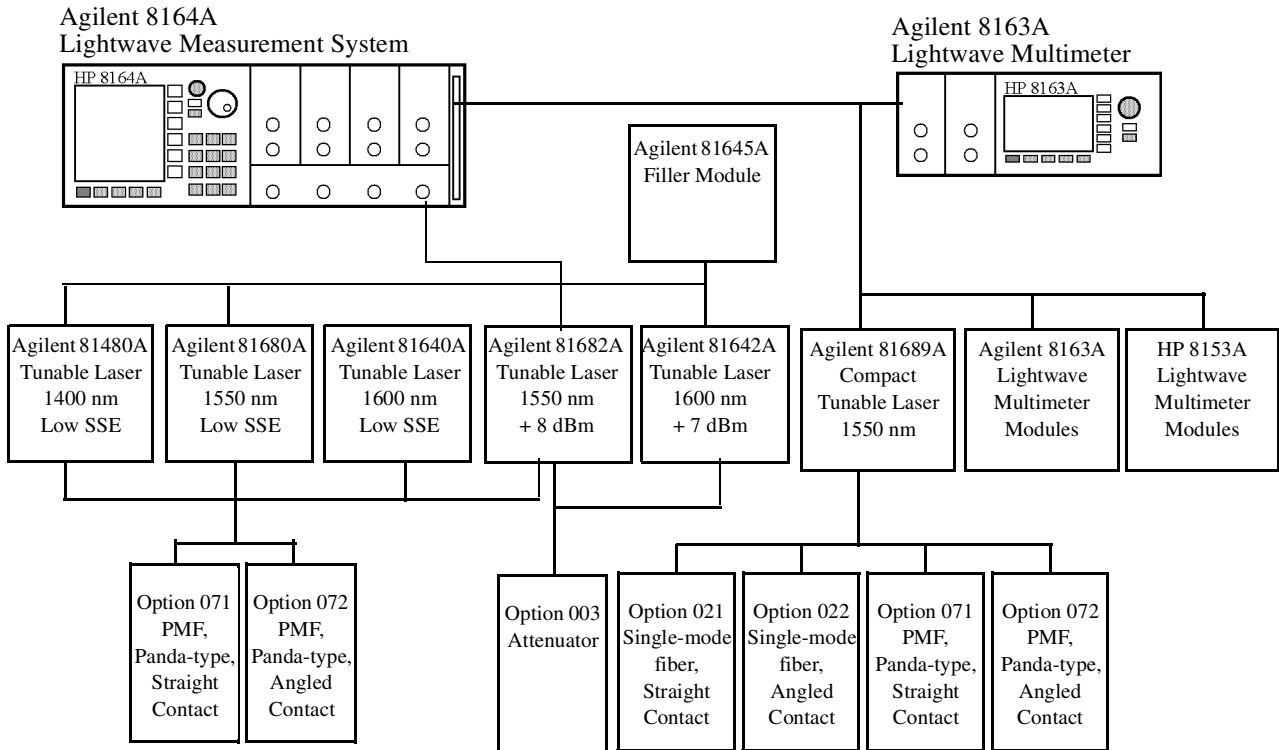 Agilent 8164A
Lightwave Measurement System
HP 8164A
Agilent 8163A
Lightwave Multimeter
HP 8163A
Agilent 81645A
Filler Module
Agilent 81480A
Tunable Laser
1400 nm
Low SSE
Agilent 81680A
Tunable Laser
1550 nm
Low SSE
Agilent 81640A
Tunable Laser
1600 nm
Low SSE
Agilent 81682A
Tunable Laser
1550 nm
+ 8 dBm
Agilent 81642A
Tunable Laser
1600 nm
+ 7 dBm
Agilent 81689A
Compact
Tunable Laser
1550 nm
Agilent 8163A
Lightwave
Multimeter
Modules
HP 8153A
Lightwave
Multimeter
Modules
Option 071
PMF,
Panda-type,
Straight
Contact
Option 072
PMF,
Panda-type,
Angled
Contact
Option 003
Attenuator
Option 021
Single-mode
fiber,
Straight
Contact
Option 022
Single-mode
fiber,
Angled
Contact
Option 071
PMF,
Panda-type,
Straight
Contact
Option 072
PMF,
Panda-type,
Angled
Contact